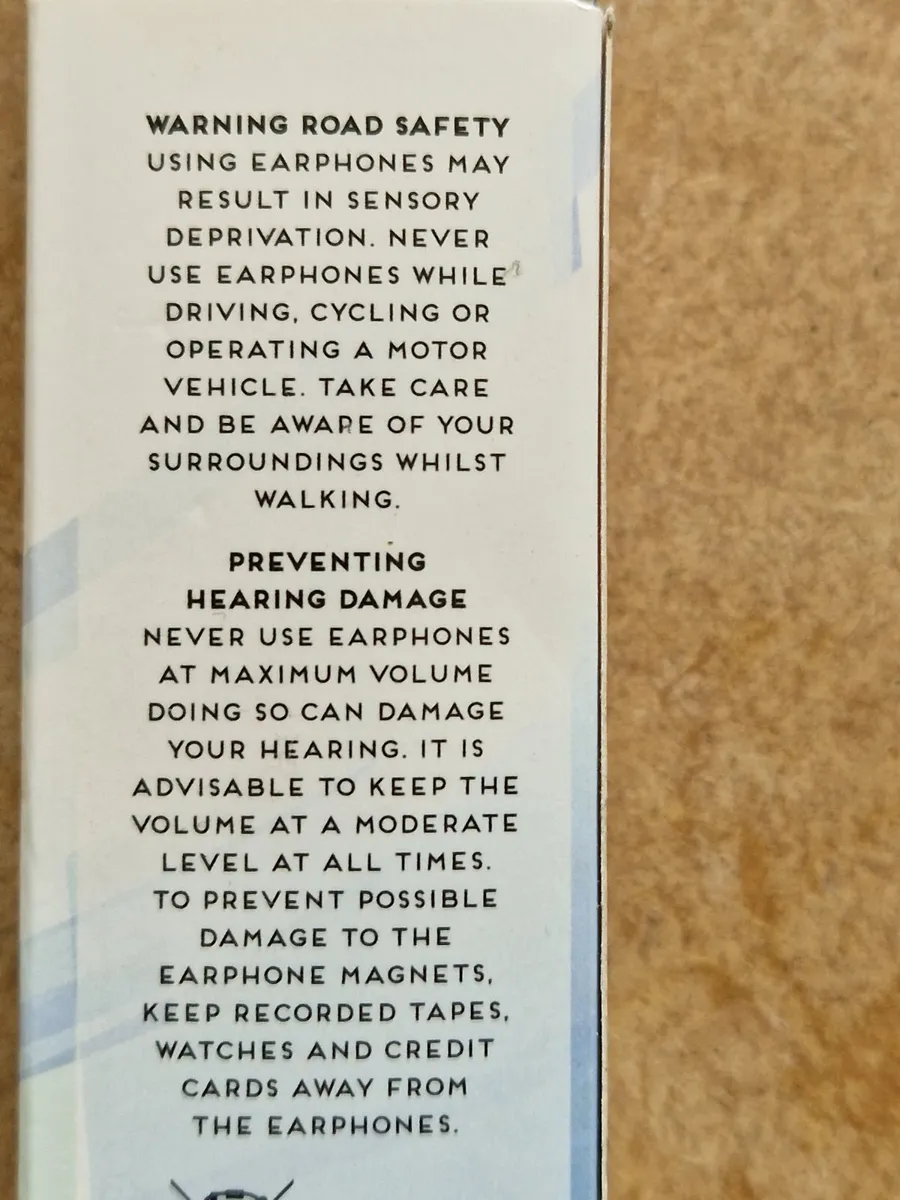 WARNING ROAD SAFETY
USING EARPHONES MAY
RESULT IN SENSORY
DEPRIVATION. NEVER
USE EARPHONES WHILE
DRIVING, CYCLING OR
OPERATING A MOTOR
VEHICLE. TAKE CARE
AND BE AWARE OF YOUR
SURROUNDINGS WHILST
WALKING.
PREVENTING
HEARING DAMAGE
NEVER USE EARPHONES
AT MAXIMUM VOLUME
DOING SO CAN DAMAGE
YOUR HEARING. IT IS
ADVISABLE TO KEEP THE
VOLUME AT A MODERATE
LEVEL AT ALL TIMES.
TO PREVENT POSSIBLE
DAMAGE TO THE
EARPHONE MAGNETS,
KEEP RECORDED TAPES,
WATCHES AND CREDIT
CARDS AWAY FROM
THE EARPHONES.